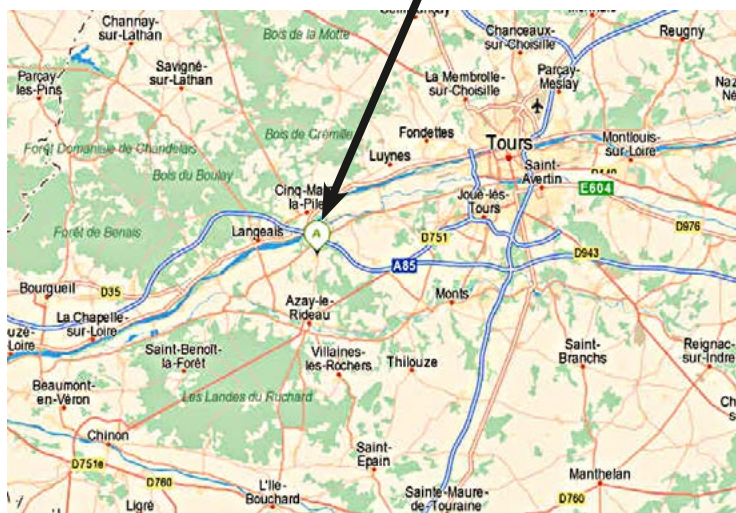 Channay-
sur-Lathan
Bois de la Motte
Chanceaux-
sur-Choisille
Reugny
Parçay-
les-Pins
Savigné-
sur-Lathan
La Membrolle-
sur-Choisille
Parçay-
Meslay
Bois de Crémille
Fondettes
Tours
Montlouis-
sur-Loire
Forêt Domaniale de Chandelais
Luynes
Saint-
Avertin
Bois du Boulay
E604
Joué-lès-
Tours
la Pile
D976
Forêt de Benais
Langeais
A
D751
D943
A85
Bourgueil
D35
Azay-le-
Rideau
Monts
La Chapelle-
sur-Loire
Saint-Benoît-
la-Forêt
Villaines-
les-Rochers
Thilouze
Saint-
Branchs
Reignac-
sur-Indre
Beaumont-
en-Véron
Les Landes du Ruchard
Chinon
D751e
Saint-
Epain
D760
L'Ile-
Bouchard
Ligré
Sainte-Maure-
de-Touraine
Manthelan
D760